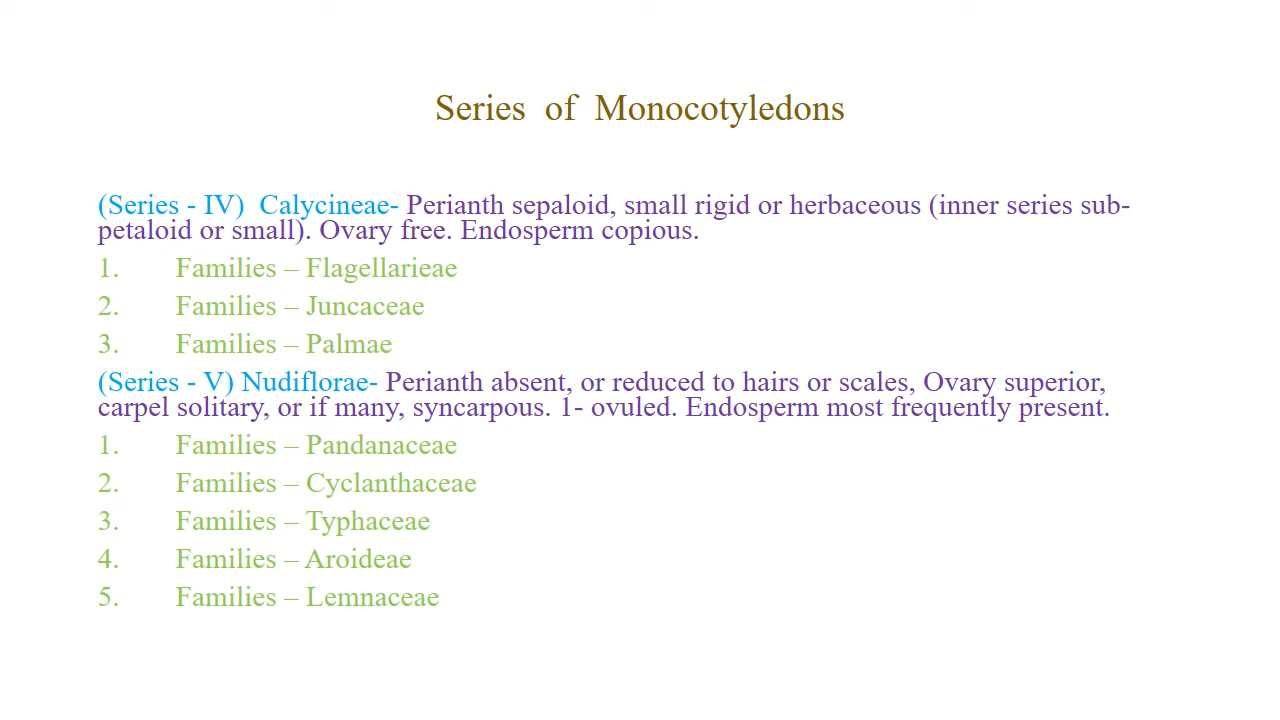 Series of Monocotyledons
(Series - IV) Calycineae- Perianth sepaloid, small rigid or herbaceous (inner series sub-
petaloid or small). Ovary free. Endosperm copious.
1. Families – Flagellarieae
2. Families – Juncaceae
3. Families – Palmae
(Series - V) Nudiflorae- Perianth absent, or reduced to hairs or scales, Ovary superior,
carpel solitary, or if many, syncarpous. 1- ovuled. Endosperm most frequently present.
1. Families – Pandanaceae
2. Families – Cyclanthaceae
3. Families – Typhaceae
4. Families – Aroideae
5. Families – Lemnaceae